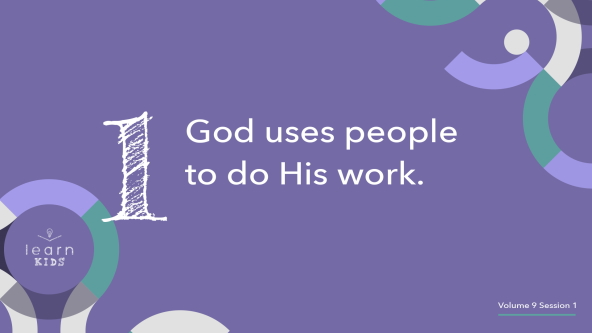 1
God uses people
to do His work.
learn
KIDS
Volume 9 Session 1